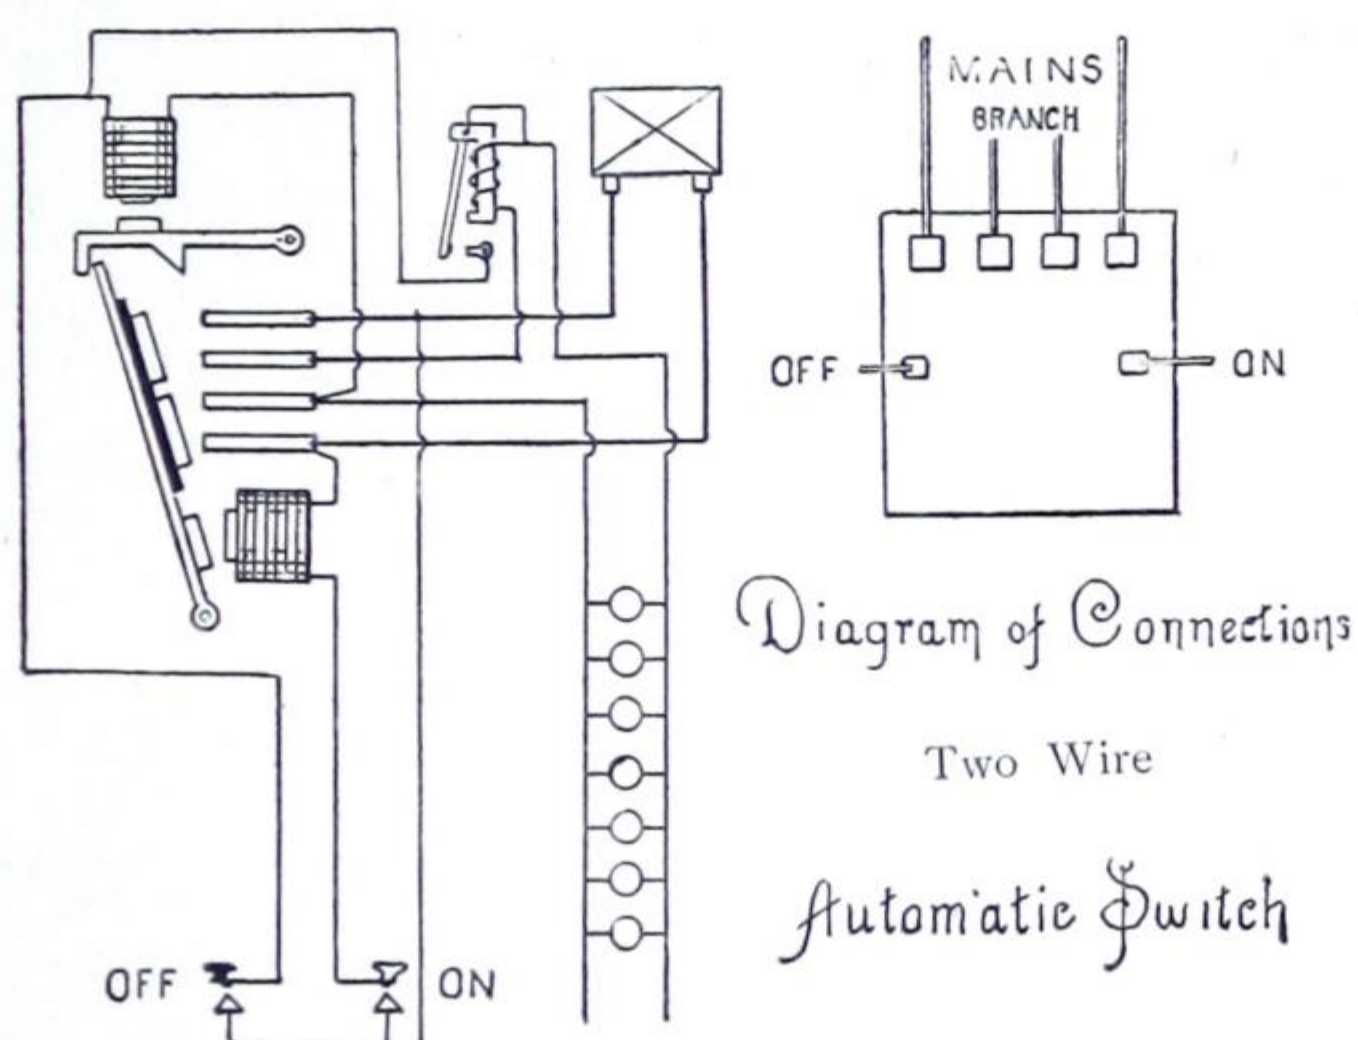 MAINS
BRANCH
OFF
ON
Diagram of Connections
Two Wire
Automatic Switch
OFF
ON